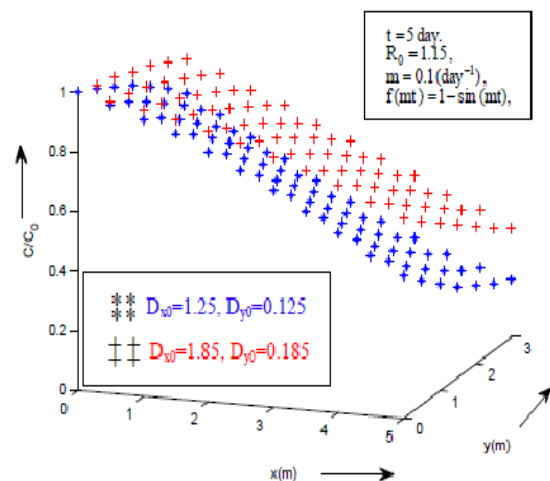 t = 5 day.
R₀ = 1.15,
m = 0.1(day⁻¹),
f(mt) = 1 − sin(mt),
1
0.8
0.6
0.4
0.2
0
C/C₀
Dx0=1.25, Dy0=0.125
Dx0=1.85, Dy0=0.185
0
1
2
3
4
5
0
1
2
3
x(m)
y(m)